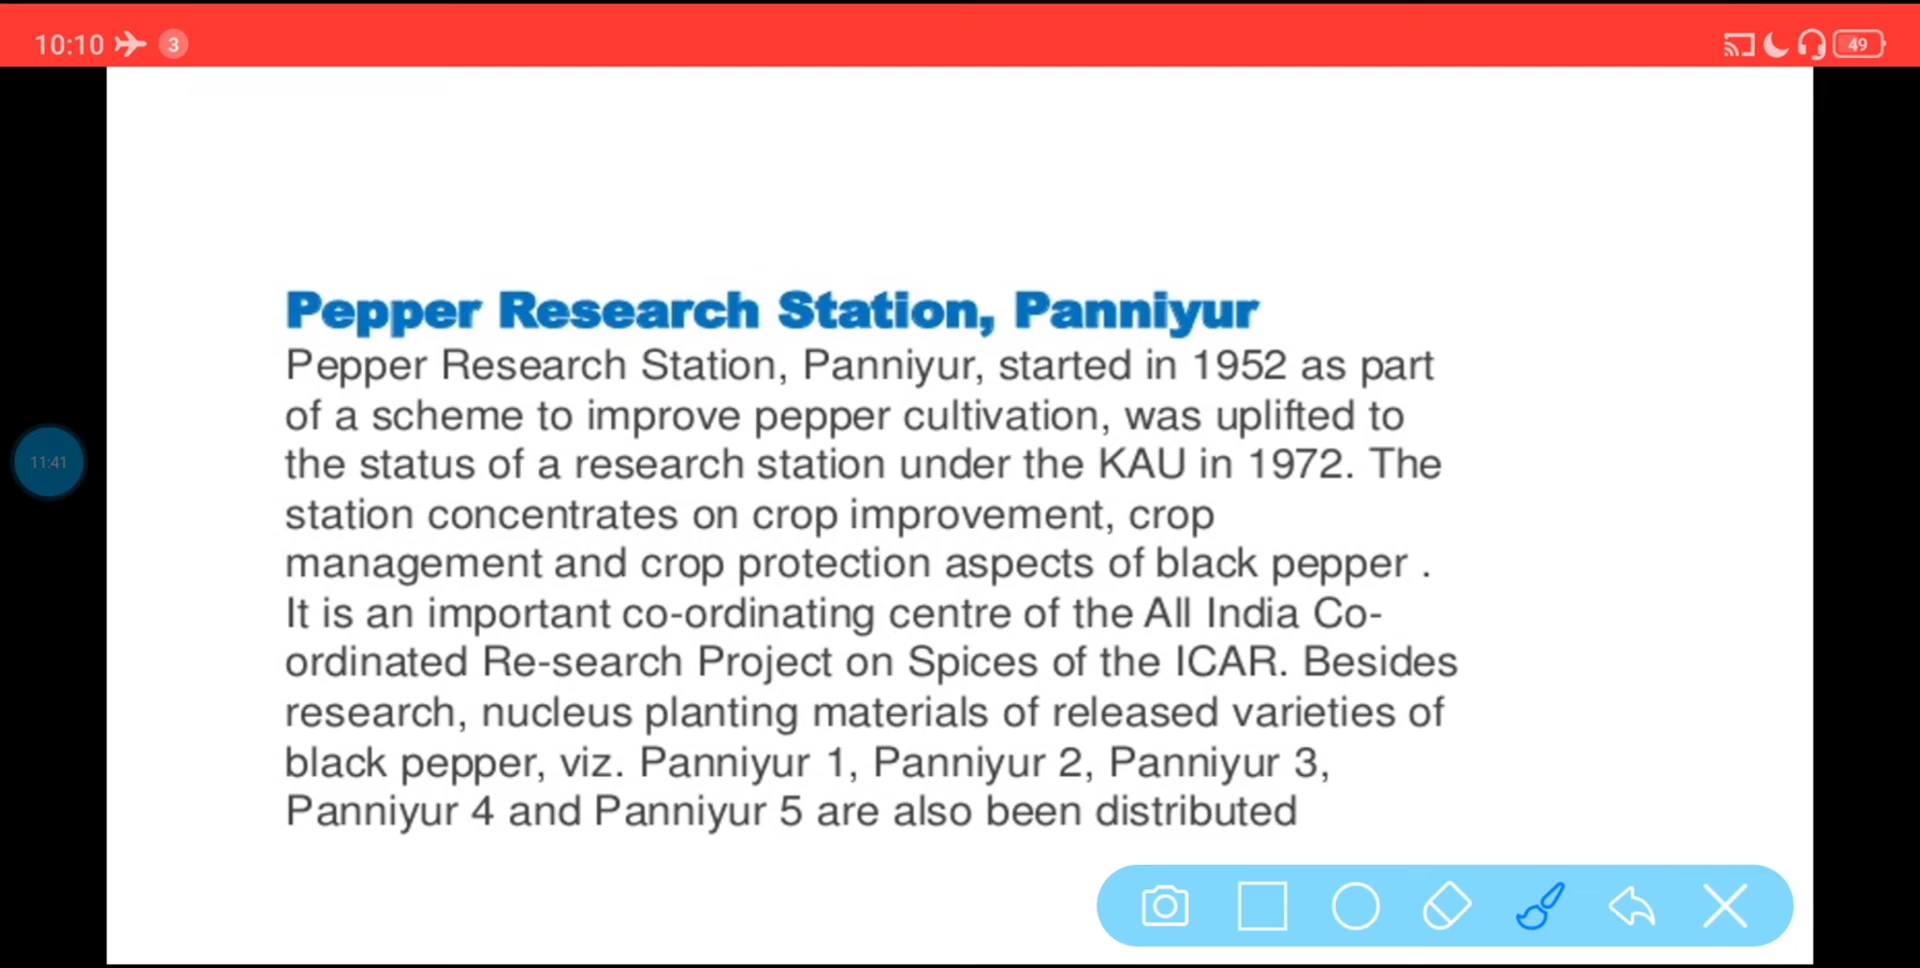 10:10 3 49
Pepper Research Station, Panniyur
Pepper Research Station, Panniyur, started in 1952 as part
of a scheme to improve pepper cultivation, was uplifted to
the status of a research station under the KAU in 1972. The
station concentrates on crop improvement, crop
management and crop protection aspects of black pepper .
It is an important co-ordinating centre of the All India Co-
ordinated Re-search Project on Spices of the ICAR. Besides
research, nucleus planting materials of released varieties of
black pepper, viz. Panniyur 1, Panniyur 2, Panniyur 3,
Panniyur 4 and Panniyur 5 are also been distributed
11:41